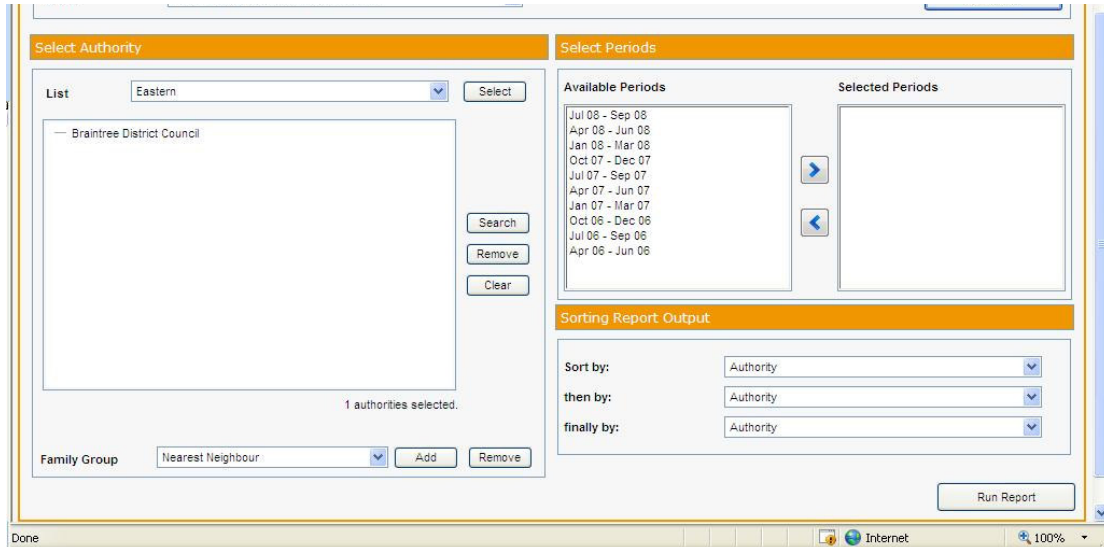 Select Authority
List Eastern Select
Braintree District Council
Search
Remove
Clear
1 authorities selected.
Family Group Nearest Neighbour Add Remove
Select Periods
Available Periods Selected Periods
Jul 08 - Sep 08
Apr 08 - Jun 08
Jan 08 - Mar 08
Oct 07 - Dec 07
Jul 07 - Sep 07
Apr 07 - Jun 07
Jan 07 - Mar 07
Oct 06 - Dec 06
Jul 06 - Sep 06
Apr 06 - Jun 06
Sorting Report Output
Sort by: Authority
then by: Authority
finally by: Authority
Run Report
Done Internet 100%